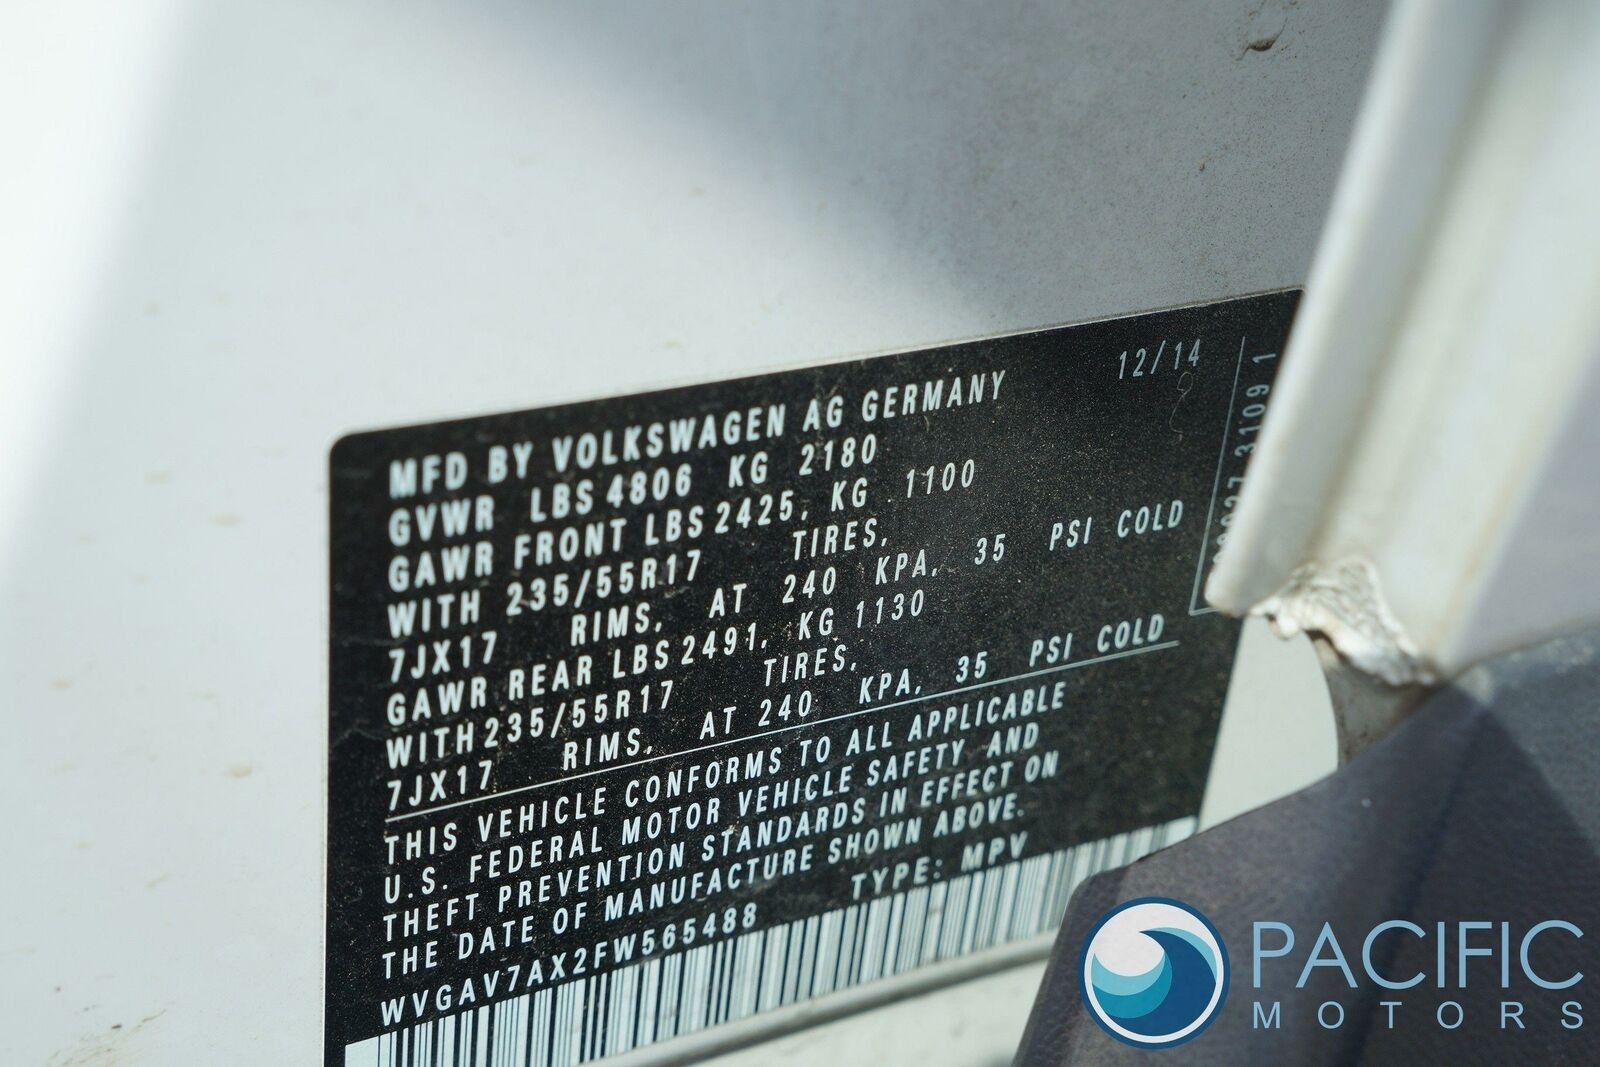 12/14
MFD BY VOLKSWAGEN AG GERMANY
GVWR LBS 4806 KG 2180
GAWR FRONT LBS 2425, KG 1100
WITH 235/55R17 TIRES,
7JX17 RIMS, AT 240 KPA, 35 PSI COLD
GAWR REAR LBS 2491, KG 1130
WITH 235/55R17 TIRES,
7JX17 RIMS, AT 240 KPA, 35 PSI COLD
THIS VEHICLE CONFORMS TO ALL APPLICABLE
U.S. FEDERAL MOTOR VEHICLE SAFETY AND
THEFT PREVENTION STANDARDS IN EFFECT ON
THE DATE OF MANUFACTURE SHOWN ABOVE.
WVGAV7AX2FW565488 TYPE: MPV
31109 1
PACIFIC
MOTORS